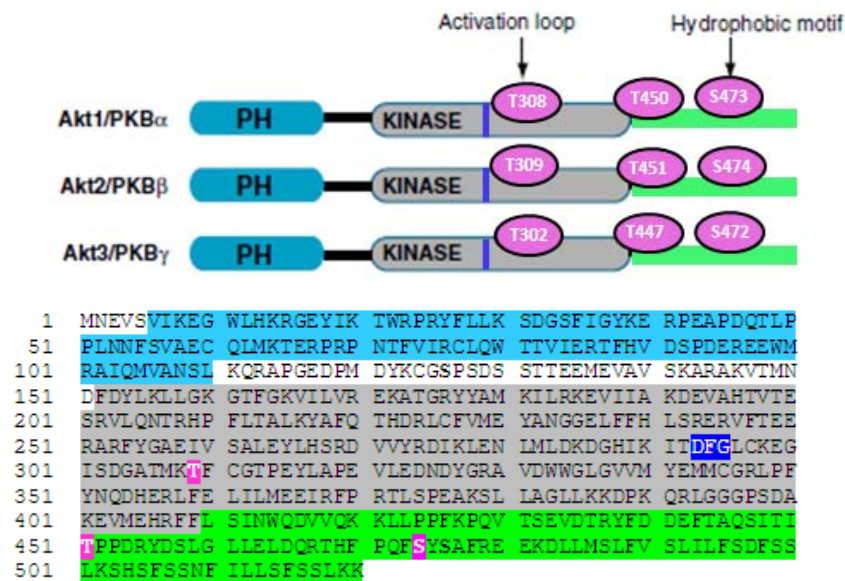 Activation loop Hydrophobic motif
T308 T450 S473
Akt1/PKBα PH KINASE
T309 T451 S474
Akt2/PKBβ PH KINASE
T302 T447 S472
Akt3/PKBγ PH KINASE
1 MNEVSVIKEG WLHKRGEYIK TWRPRYFLLK SDGSFIGYKE RPEAPDQTLP
51 PLNNFSVAEC QLMKTERPRP NTFVIRCLQW TTVIERTFHV DSPDEREEWM
101 RAIQMVANSL KQRAPGEDPM DYKCGSPSDS STTEEMEVAV SKARAKVTMN
151 DFDYLKLLGK GTFGKVILVR EKATGRYYAM KILRKEVIIA KDEVAHTVTE
201 SRVLQNTRHP FLTALKYAFQ THDRLCFVME YANGGELFFH LSRERVFTEE
251 RARFYGAEIV SALEYLHSRD VVYRDIKLEN LMLDKDGHIK ITDFGLCKEG
301 ISDGATMKTF CGTPEYLAPE VLEDNDYGRA VDWWGLGVVM YEMMCGRLPF
351 YNQDHERLFE LILMEEIRFP RTLSPEAKSL LAGLLKKDPK QRLGGGPSDA
401 KEVMEHRFFL SINWQDVVQK KLLPPFKPQV TSEVDTRYFD DEFTAQSITI
451 TPPDRYDSLG LLELDQRTHF PQFSYSAFRE EKDLLMSLFV SLILFSDFSS
501 LKSHSFSSNF ILLSFSSLKK